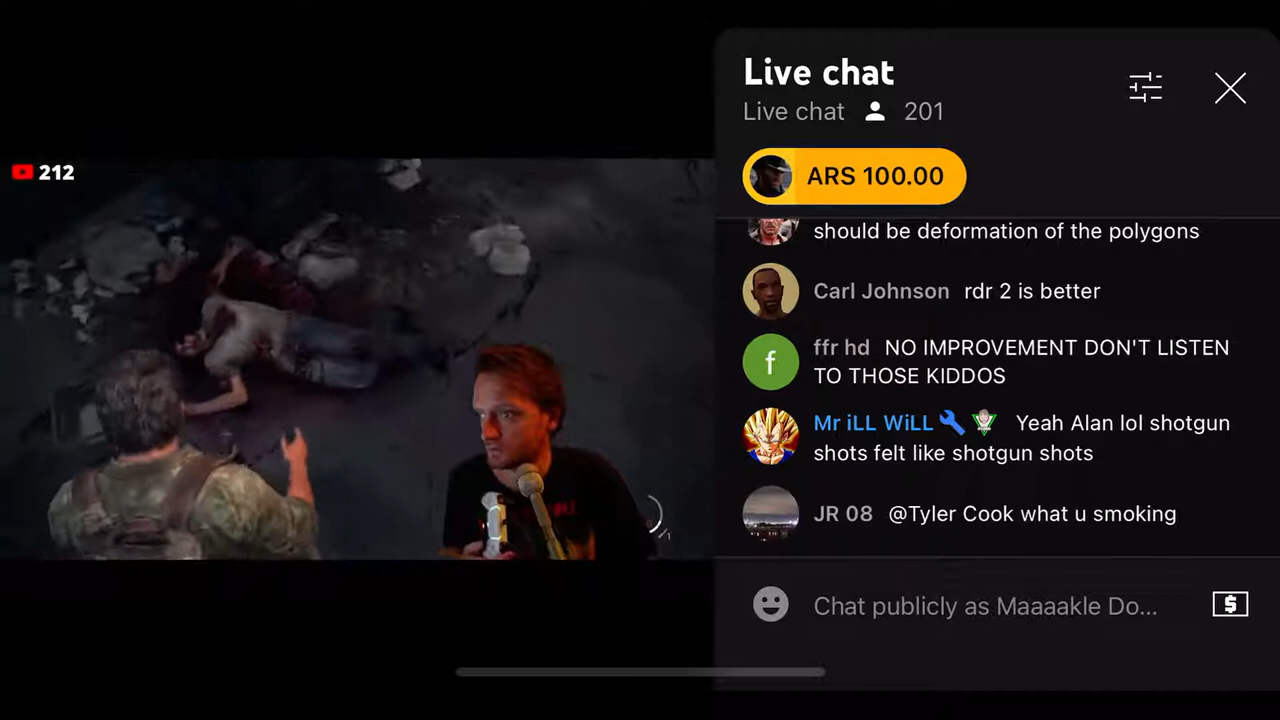 Live chat
Live chat 201
ARS 100.00
212
should be deformation of the polygons
Carl Johnson rdr 2 is better
ffr hd NO IMPROVEMENT DON'T LISTEN
TO THOSE KIDDOS
Mr iLL WiLL Yeah Alan lol shotgun
shots felt like shotgun shots
JR 08 @Tyler Cook what u smoking
f
Chat publicly as Maaaakle Do...
$